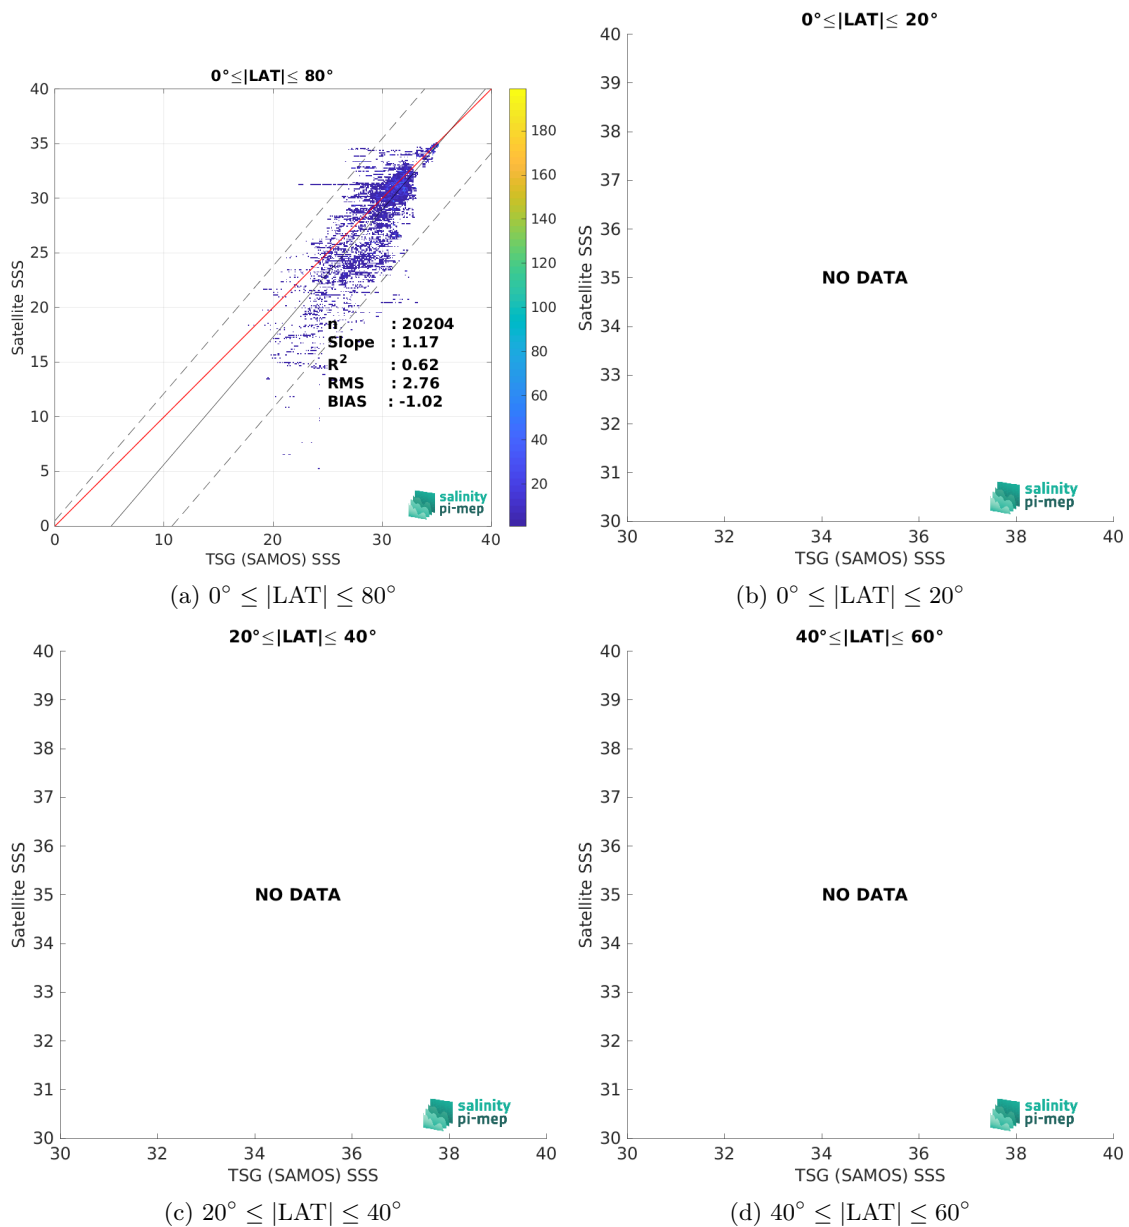 0°≤|LAT|≤ 80°
40
35
30
25
20
15
10
5
0
0
10
20
30
40
Satellite SSS
TSG (SAMOS) SSS
n : 20204
Slope : 1.17
R² : 0.62
RMS : 2.76
BIAS : -1.02
180
160
140
120
100
80
60
40
20
salinity
pi-mep
(a) 0° ≤ |LAT| ≤ 80°
0°≤|LAT|≤ 20°
40
39
38
37
36
35
34
33
32
31
30
30
32
34
36
38
40
Satellite SSS
TSG (SAMOS) SSS
NO DATA
salinity
pi-mep
(b) 0° ≤ |LAT| ≤ 20°
20°≤|LAT|≤ 40°
40
39
38
37
36
35
34
33
32
31
30
30
32
34
36
38
40
Satellite SSS
TSG (SAMOS) SSS
NO DATA
salinity
pi-mep
(c) 20° ≤ |LAT| ≤ 40°
40°≤|LAT|≤ 60°
40
39
38
37
36
35
34
33
32
31
30
30
32
34
36
38
40
Satellite SSS
TSG (SAMOS) SSS
NO DATA
salinity
pi-mep
(d) 40° ≤ |LAT| ≤ 60°